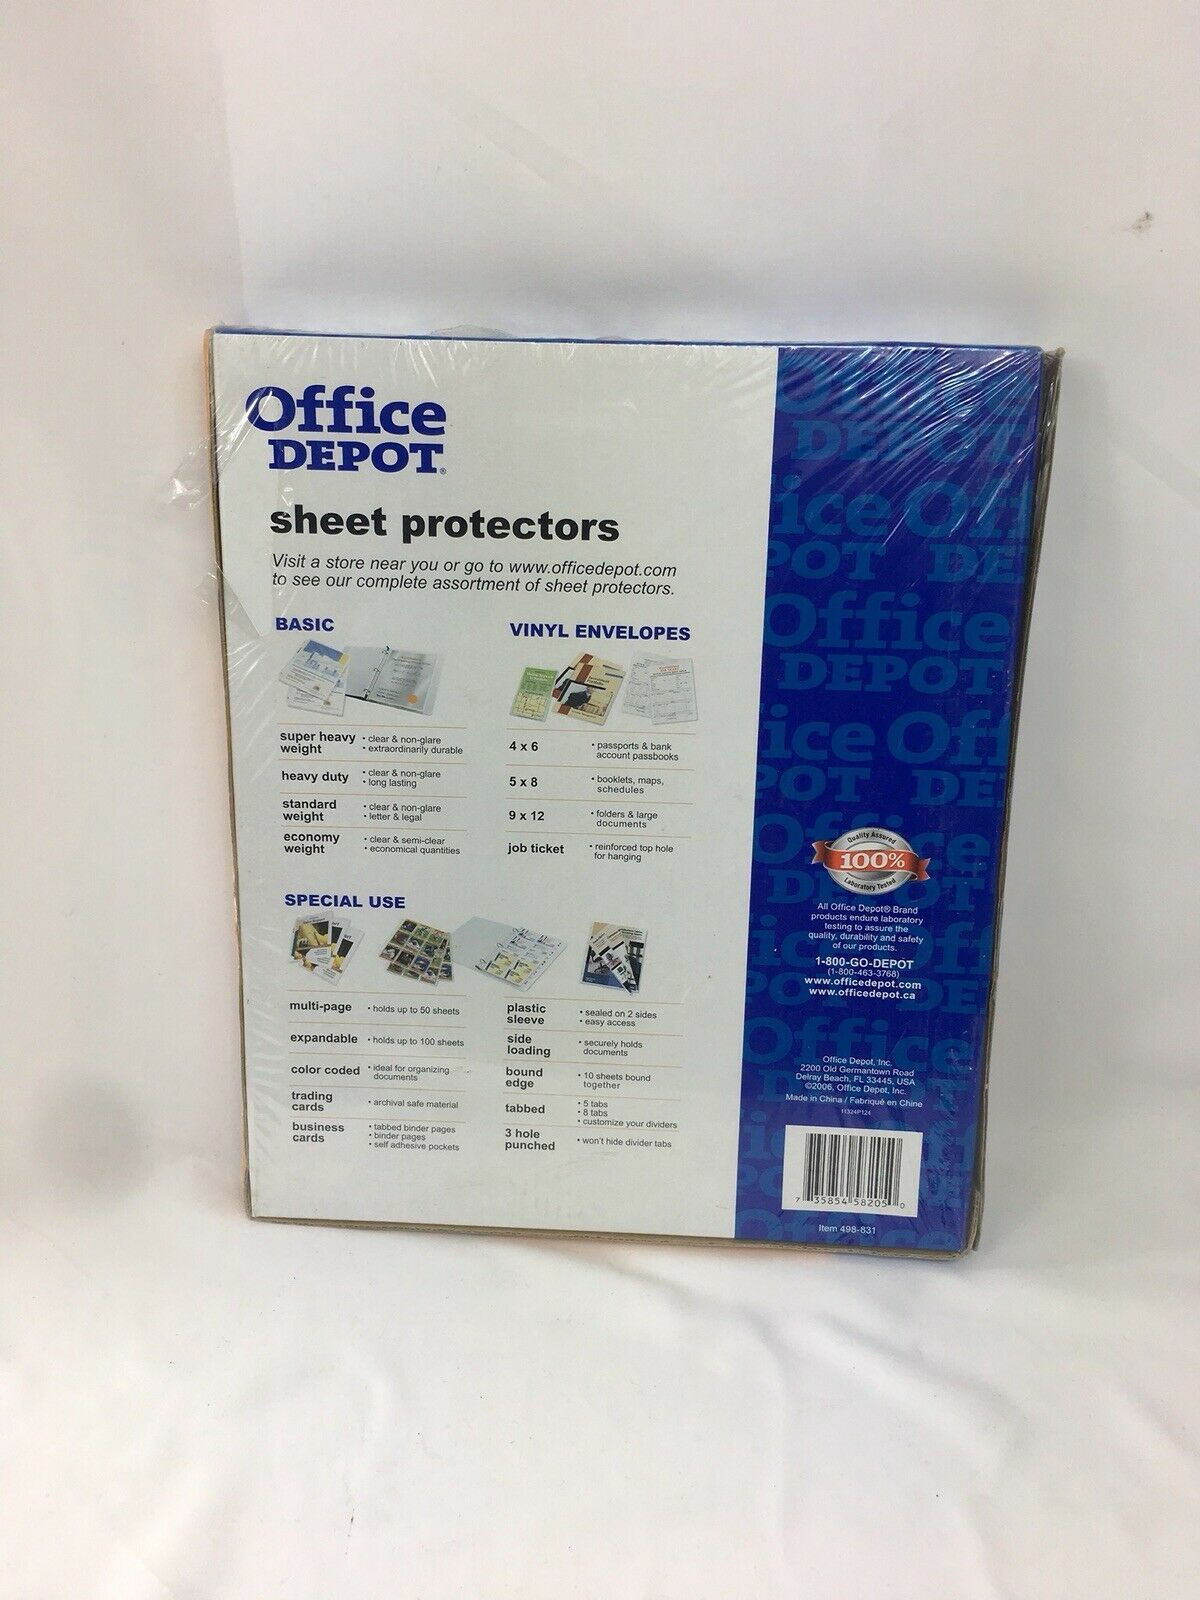 Office
DEPOT®
sheet protectors
Visit a store near you or go to www.officedepot.com
to see our complete assortment of sheet protectors.
BASIC
super heavy weight
• clear & non-glare
• extraordinarily durable
heavy duty
• clear & non-glare
• long lasting
standard weight
• clear & non-glare
• letter & legal
economy weight
• clear & semi-clear
• economical quantities
VINYL ENVELOPES
4 x 6
• passports & bank
account passbooks
5 x 8
• booklets, maps,
schedules
9 x 12
• folders & large
documents
job ticket
• reinforced top hole
for hanging
SPECIAL USE
multi-page
• holds up to 50 sheets
expandable
• holds up to 100 sheets
color coded
• ideal for organizing
documents
trading
cards
• archival safe material
business
cards
• tabbed binder pages
• binder pages
• self adhesive pockets
plastic
sleeve
• sealed on 2 sides
• easy access
side
loading
• securely holds
documents
bound
edge
• 10 sheets bound
together
tabbed
• 5 tabs
• 8 tabs
• customize your dividers
3 hole
punched
• won't hide divider tabs
Office
DEPOT
Quality Assured
100%
Laboratory Tested
All Office Depot® Brand
products endure laboratory
testing to assure the
quality, durability and safety
of our products.
1-800-GO-DEPOT
(1-800-463-3768)
www.officedepot.com
www.officedepot.ca
Office Depot, Inc.
2200 Old Germantown Road
Delray Beach, FL 33445, USA
©2006, Office Depot, Inc.
Made in China / Fabriqué en Chine
11324P124
7 35854 58205 0
Item 498-831